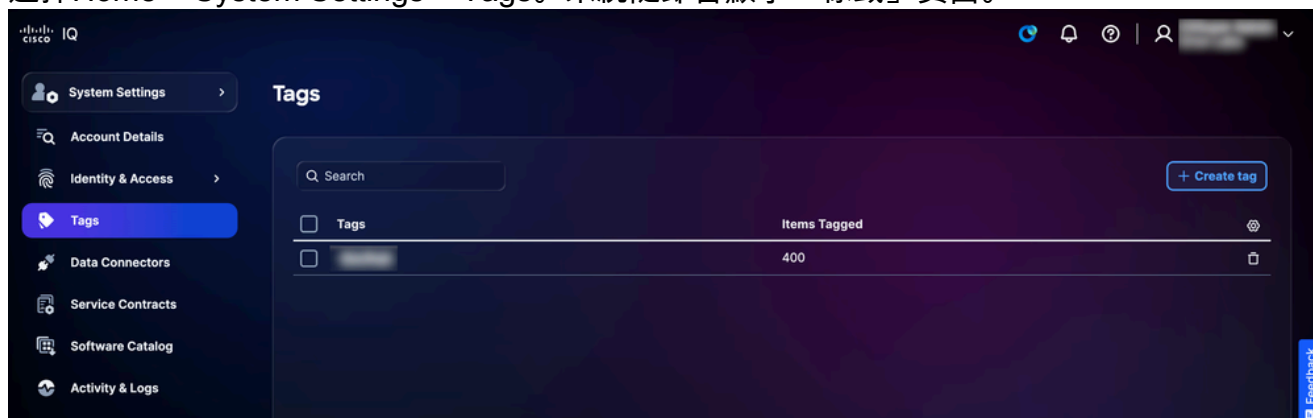 cisco IQ
System Settings
Tags
Account Details
Identity & Access
Search
+ Create tag
Tags
Tags
Items Tagged
Data Connectors
400
Service Contracts
Software Catalog
Activity & Logs
Feedback